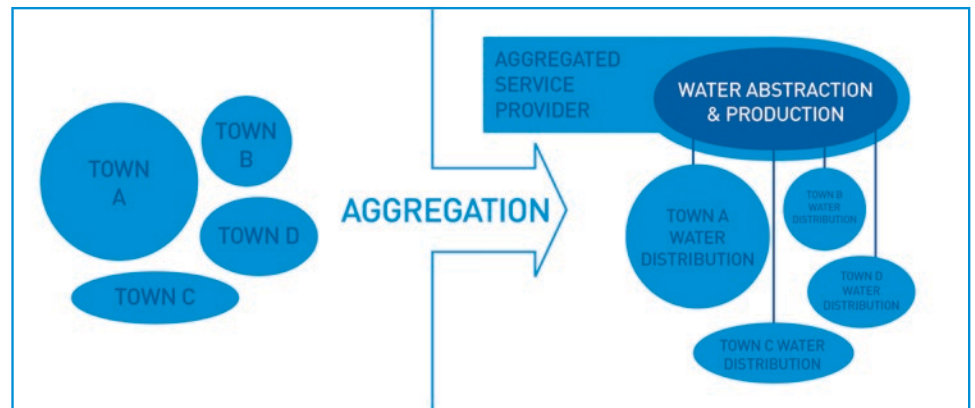 TOWN
A
TOWN
B
TOWN D
TOWN C
AGGREGATION
AGGREGATED
SERVICE
PROVIDER
WATER ABSTRACTION
& PRODUCTION
TOWN A
WATER
DISTRIBUTION
TOWN B
WATER
DISTRIBUTION
TOWN D
WATER
DISTRIBUTION
TOWN C WATER
DISTRIBUTION